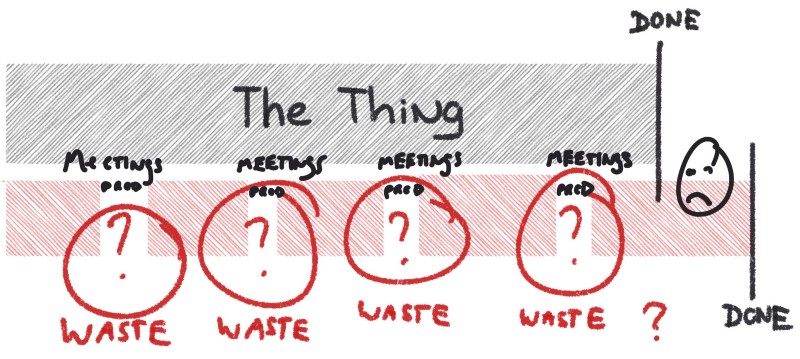 DONE
The Thing
MEETINGS MEETINGS MEETINGS MEETINGS
PROD PROD PROD PROD
? ? ? ?
WASTE WASTE WASTE WASTE ? DONE